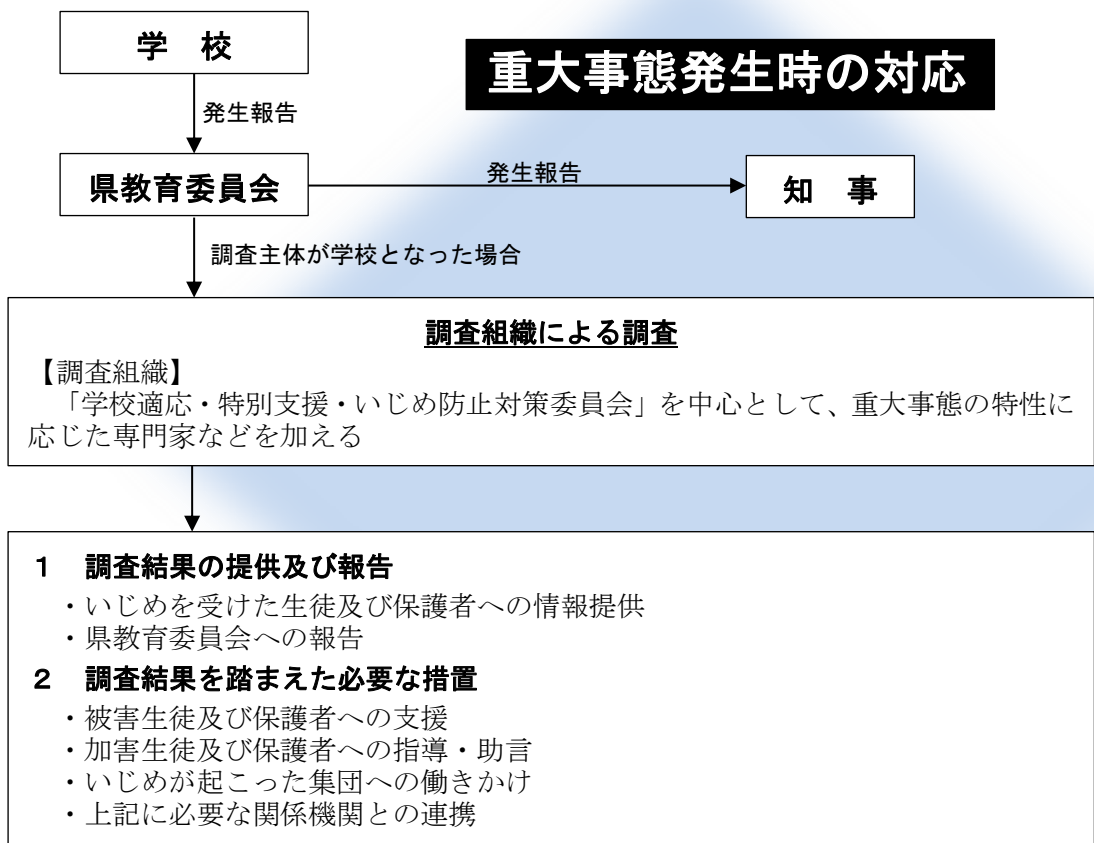 学　校
重大事態発生時の対応
発生報告
県教育委員会
発生報告
知　事
調査主体が学校となった場合
調査組織による調査
【調査組織】
「学校適応・特別支援・いじめ防止対策委員会」を中心として、重大事態の特性に
応じた専門家などを加える
１　調査結果の提供及び報告
・いじめを受けた生徒及び保護者への情報提供
・県教育委員会への報告
２　調査結果を踏まえた必要な措置
・被害生徒及び保護者への支援
・加害生徒及び保護者への指導・助言
・いじめが起こった集団への働きかけ
・上記に必要な関係機関との連携